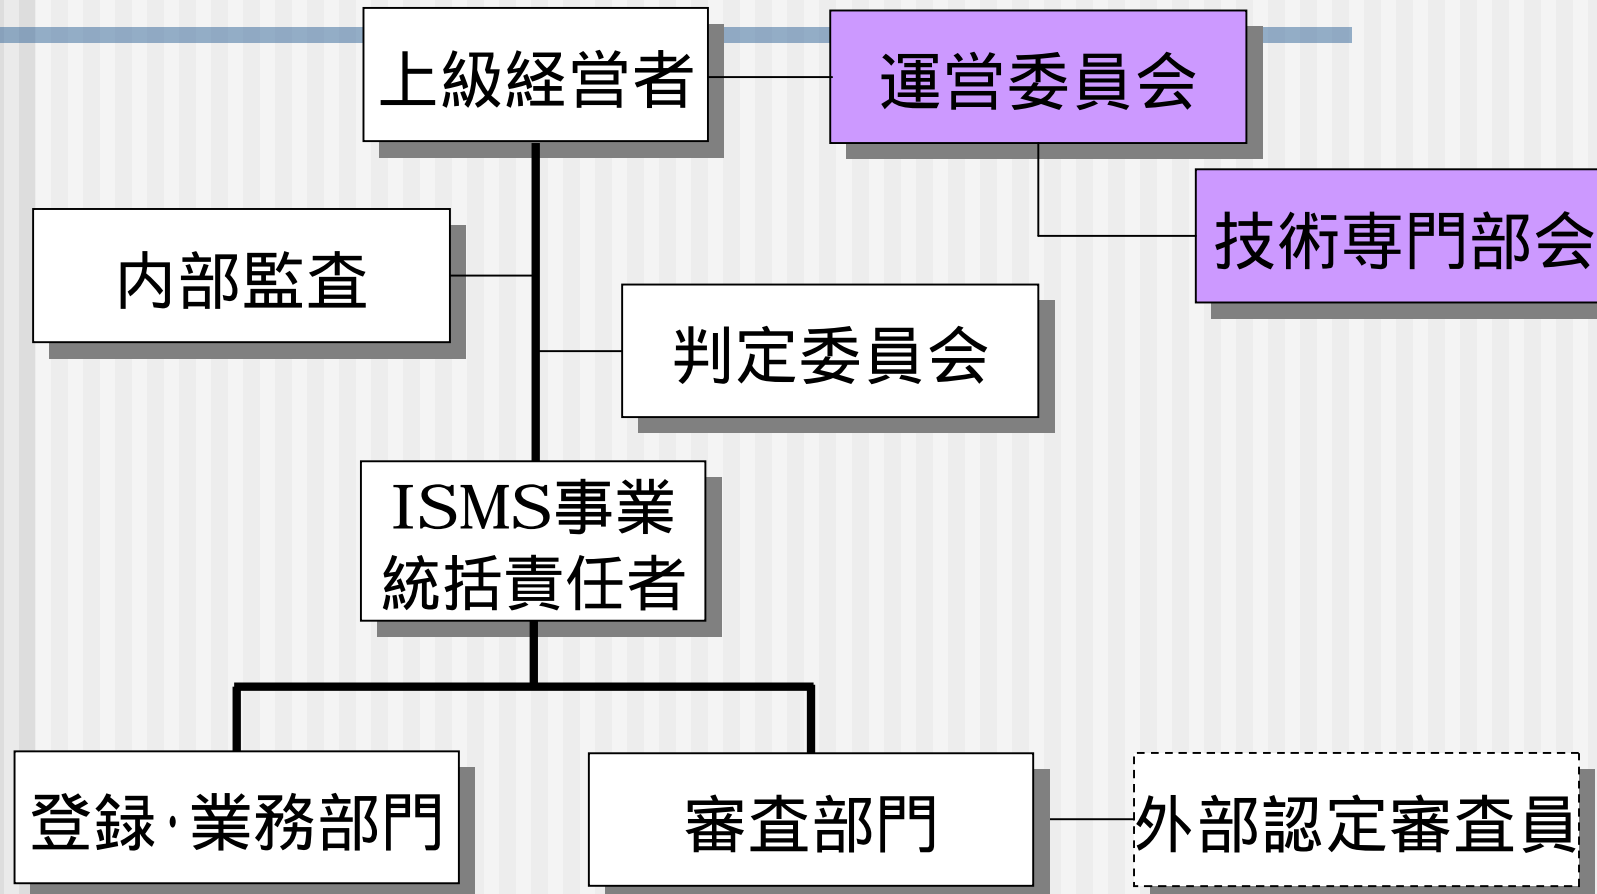 上級経営者
運営委員会
技術専門部会
内部監査
判定委員会
ISMS事業
統括責任者
登録･業務部門
審査部門
外部認定審査員